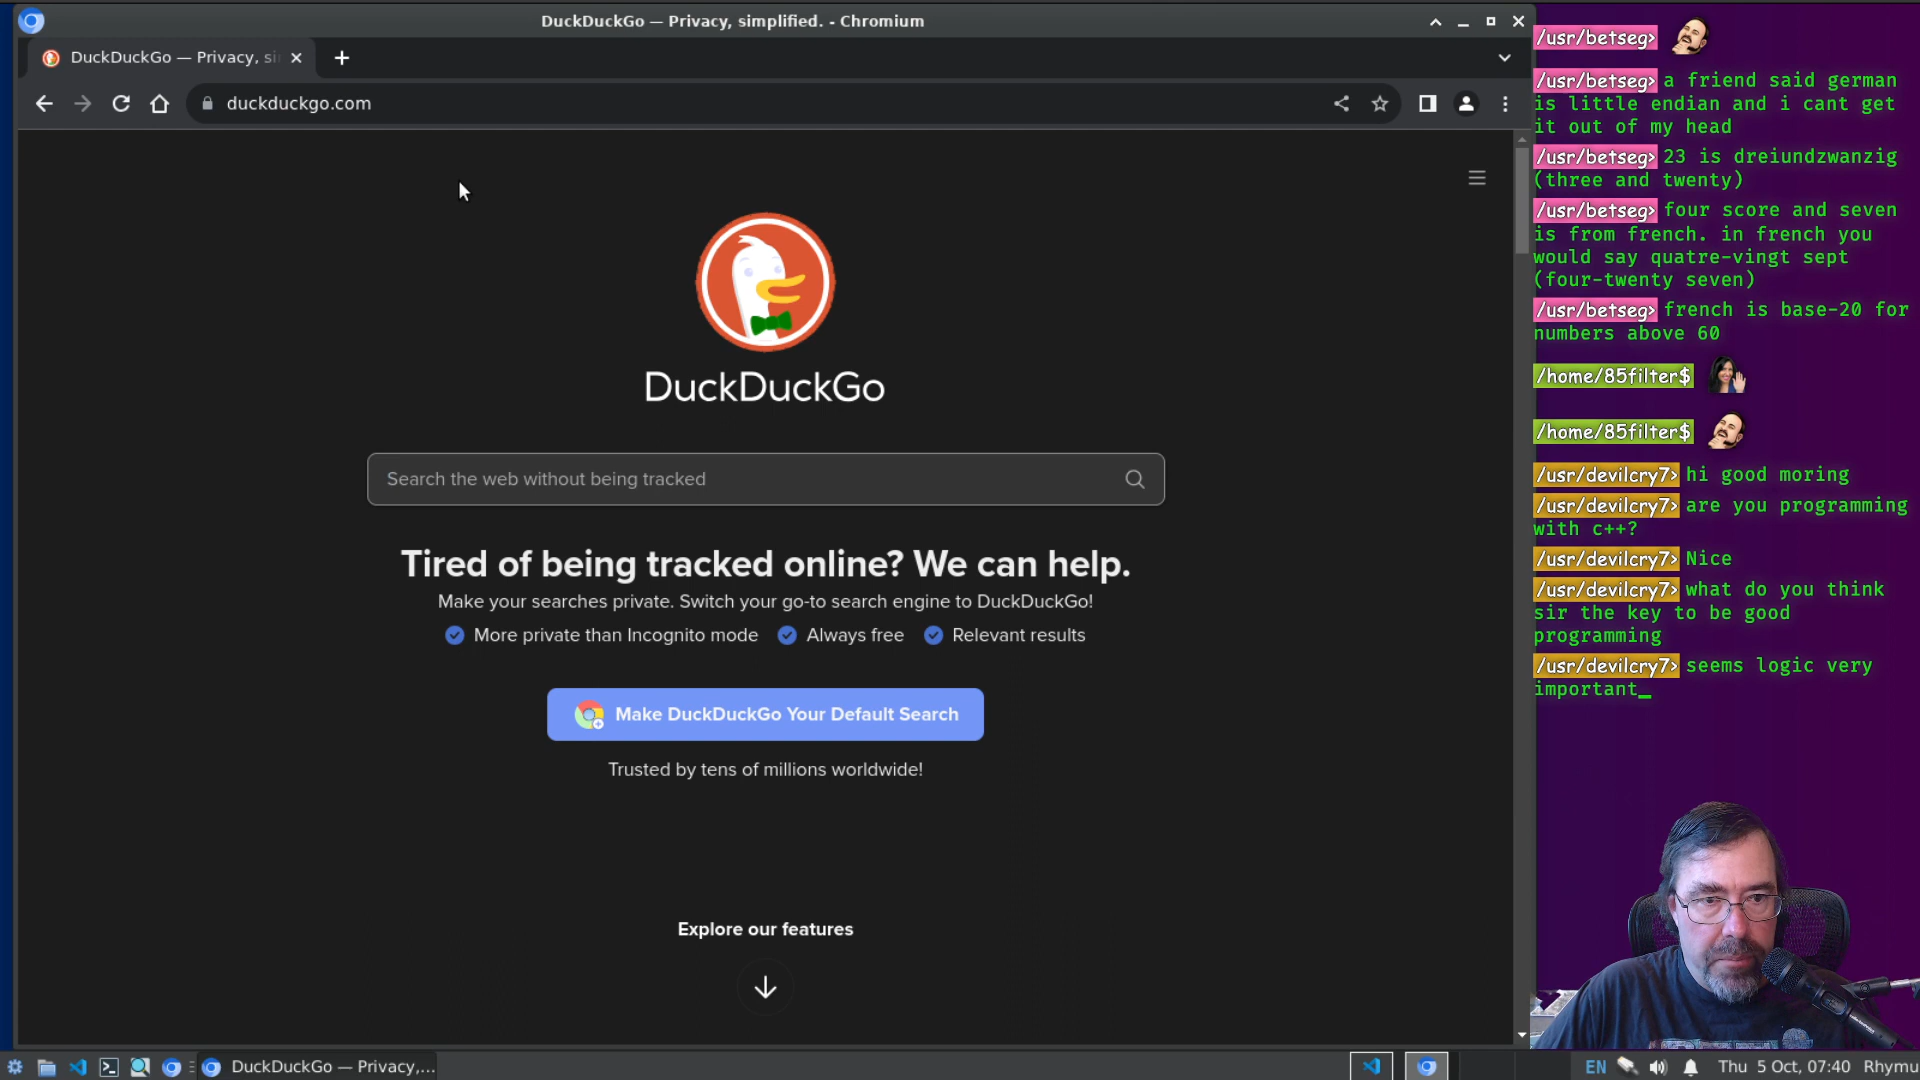 DuckDuckGo — Privacy, simplified. - Chromium
DuckDuckGo — Privacy, si
duckduckgo.com
DuckDuckGo
Search the web without being tracked
Tired of being tracked online? We can help.
Make your searches private. Switch your go-to search engine to DuckDuckGo!
More private than Incognito mode
Always free
Relevant results
Make DuckDuckGo Your Default Search
Trusted by tens of millions worldwide!
Explore our features
/usr/betseg>
/usr/betseg> a friend said german
is little endian and i cant get
it out of my head
/usr/betseg> 23 is dreiundzwanzig
(three and twenty)
/usr/betseg> four score and seven
is from french. in french you
would say quatre-vingt sept
(four-twenty seven)
/usr/betseg> french is base-20 for
numbers above 60
/home/85filter$
/home/85filter$
/usr/devilcry7> hi good moring
/usr/devilcry7> are you programming
with c++?
/usr/devilcry7> Nice
/usr/devilcry7> what do you think
sir the key to be good
programming
/usr/devilcry7> seems logic very
important_
DuckDuckGo — Privacy,...
EN
Thu 5 Oct, 07:40 Rhymu